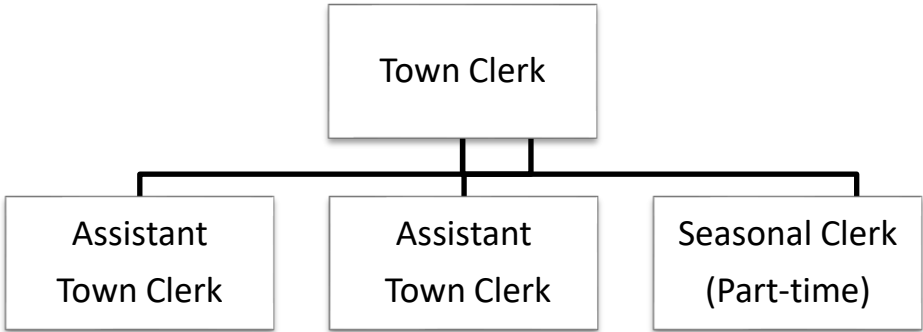 Town Clerk
Assistant
Town Clerk
Assistant
Town Clerk
Seasonal Clerk
(Part-time)